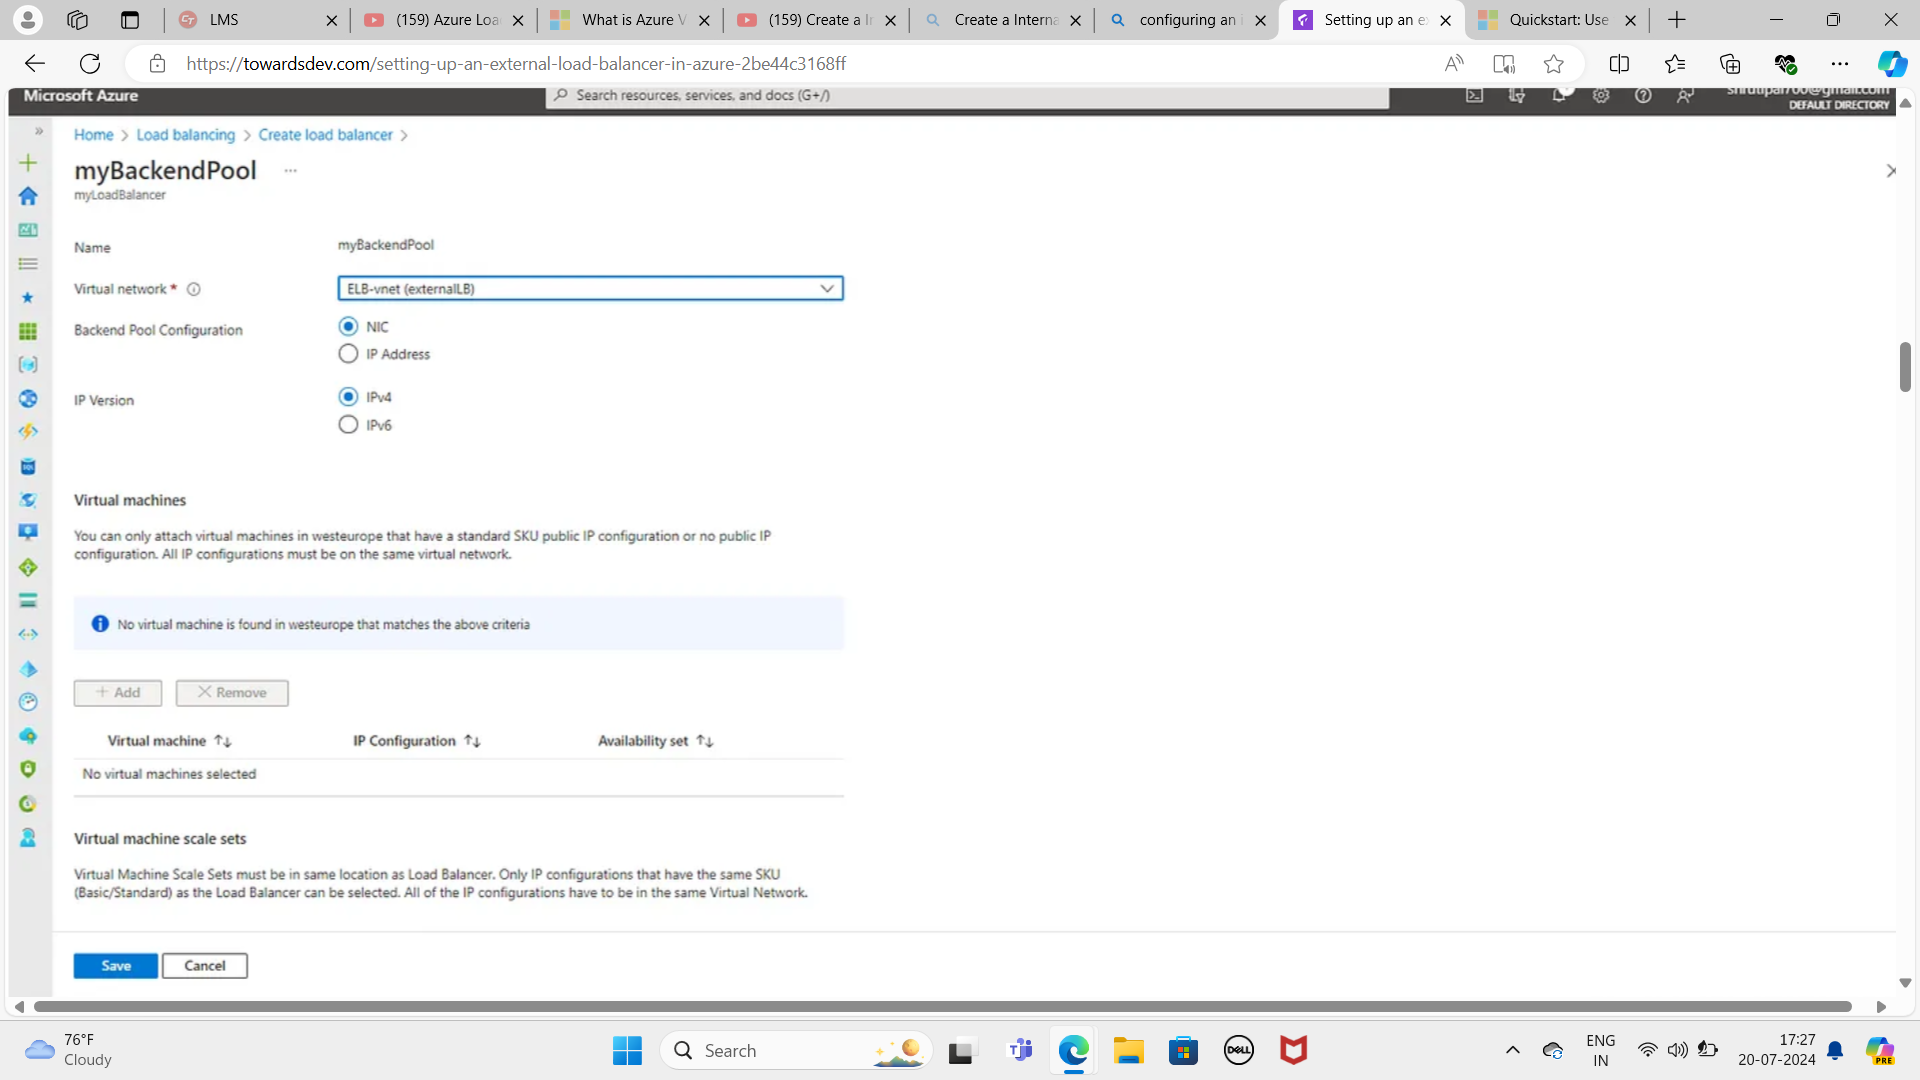 LMS
(159) Azure Loa
What is Azure V
(159) Create a In
Create a Interna
configuring an i
Setting up an ex
Quickstart: Use
https://towardsdev.com/setting-up-an-external-load-balancer-in-azure-2be44c3168ff
Microsoft Azure
Search resources, services, and docs (G+/)
DEFAULT DIRECTORY
Home > Load balancing > Create load balancer >
myBackendPool ...
myLoadBalancer
Name
myBackendPool
Virtual network *
ELB-vnet (externalLB)
Backend Pool Configuration
NIC
IP Address
IP Version
IPv4
IPv6
Virtual machines
You can only attach virtual machines in westeurope that have a standard SKU public IP configuration or no public IP
configuration. All IP configurations must be on the same virtual network.
No virtual machine is found in westeurope that matches the above criteria
+ Add
Remove
Virtual machine ↑↓ IP Configuration ↑↓ Availability set ↑↓
No virtual machines selected
Virtual machine scale sets
Virtual Machine Scale Sets must be in same location as Load Balancer. Only IP configurations that have the same SKU
(Basic/Standard) as the Load Balancer can be selected. All of the IP configurations have to be in the same Virtual Network.
Save
Cancel
76°F
Cloudy
Search
DELL
ENG
IN
17:27
20-07-2024
PRE